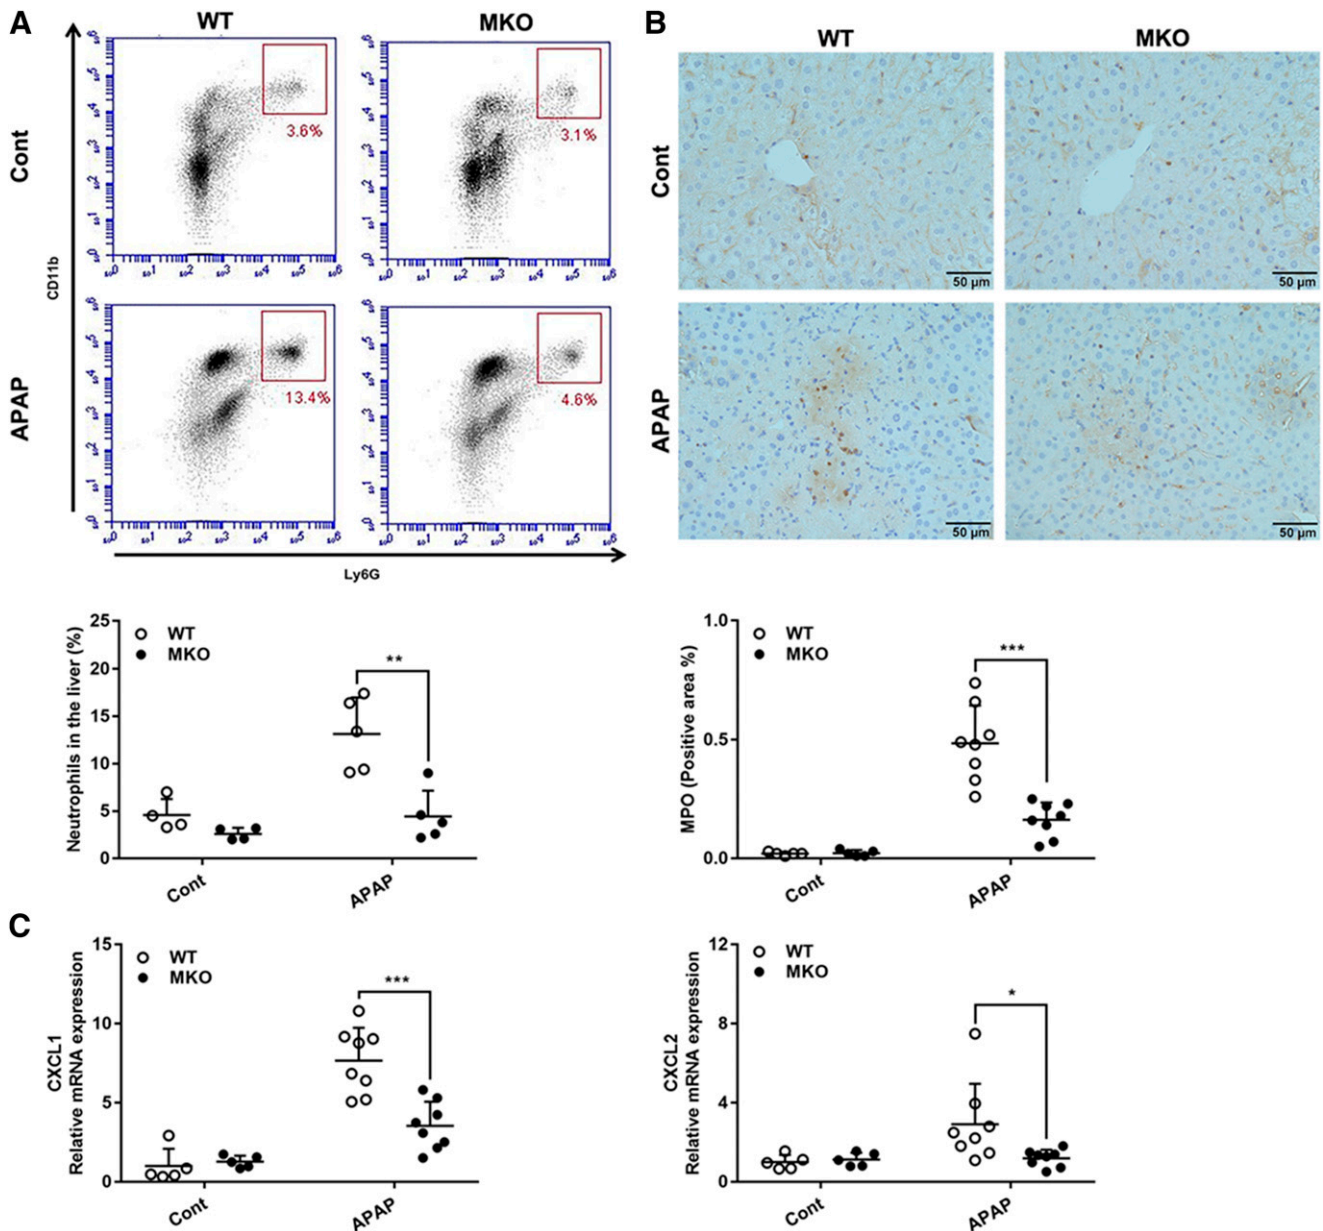 A
WT
MKO
Cont
3.6%
3.1%
APAP
13.4%
4.6%
CD11b
Ly6G
B
WT
MKO
Cont
50 µm
50 µm
APAP
50 µm
50 µm
Neutrophils in the liver (%)
25
20
15
10
5
0
WT
MKO
**
Cont
APAP
MPO (Positive area %)
1.0
0.5
0.0
WT
MKO
***
Cont
APAP
C
CXCL1
Relative mRNA expression
15
10
5
0
WT
MKO
***
Cont
APAP
CXCL2
Relative mRNA expression
12
8
4
0
WT
MKO
*
Cont
APAP